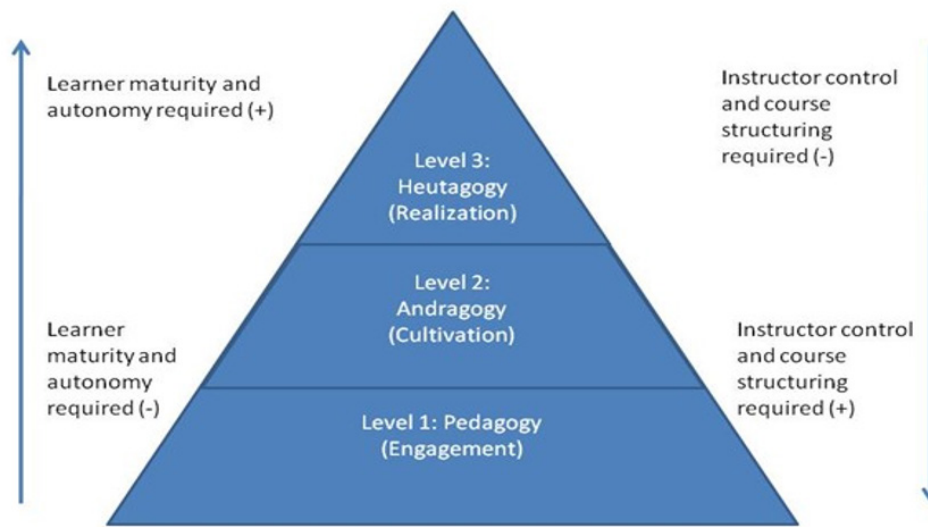 Learner maturity and
autonomy required (+)
Instructor control
and course
structuring
required (-)
Level 3:
Heutagogy
(Realization)
Level 2:
Andragogy
(Cultivation)
Learner
maturity and
autonomy
required (-)
Instructor control
and course
structuring
required (+)
Level 1: Pedagogy
(Engagement)